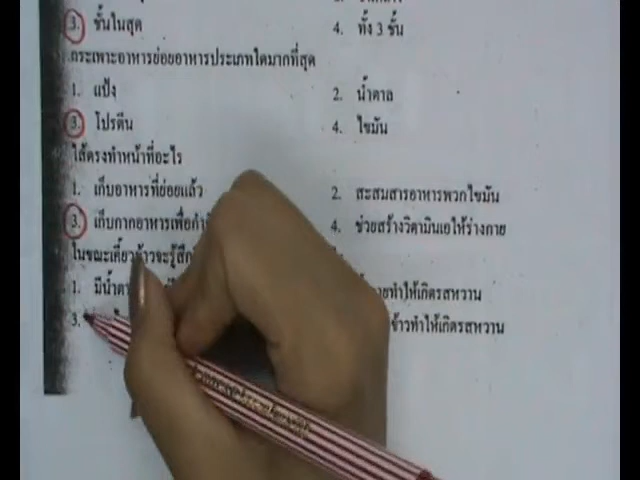 3. ชั้นในสุด 4. ทั้ง 3 ชั้น
กระเพาะอาหารย่อยอาหารประเภทใดมากที่สุด
1. แป้ง 2. น้ำตาล
3. โปรตีน 4. ไขมัน
ไส้ตรงทำหน้าที่อะไร
1. เก็บอาหารที่ย่อยแล้ว 2. สะสมสารอาหารพวกไขมัน
3. เก็บกากอาหารเพื่อ 4. ช่วยสร้างวิตามินเอให้ร่างกาย
ในขณะเคี้ยวข้าวจะรู้สึก
1. ทำให้เกิดรสหวาน
3. ข้าวทำให้เกิดรสหวาน